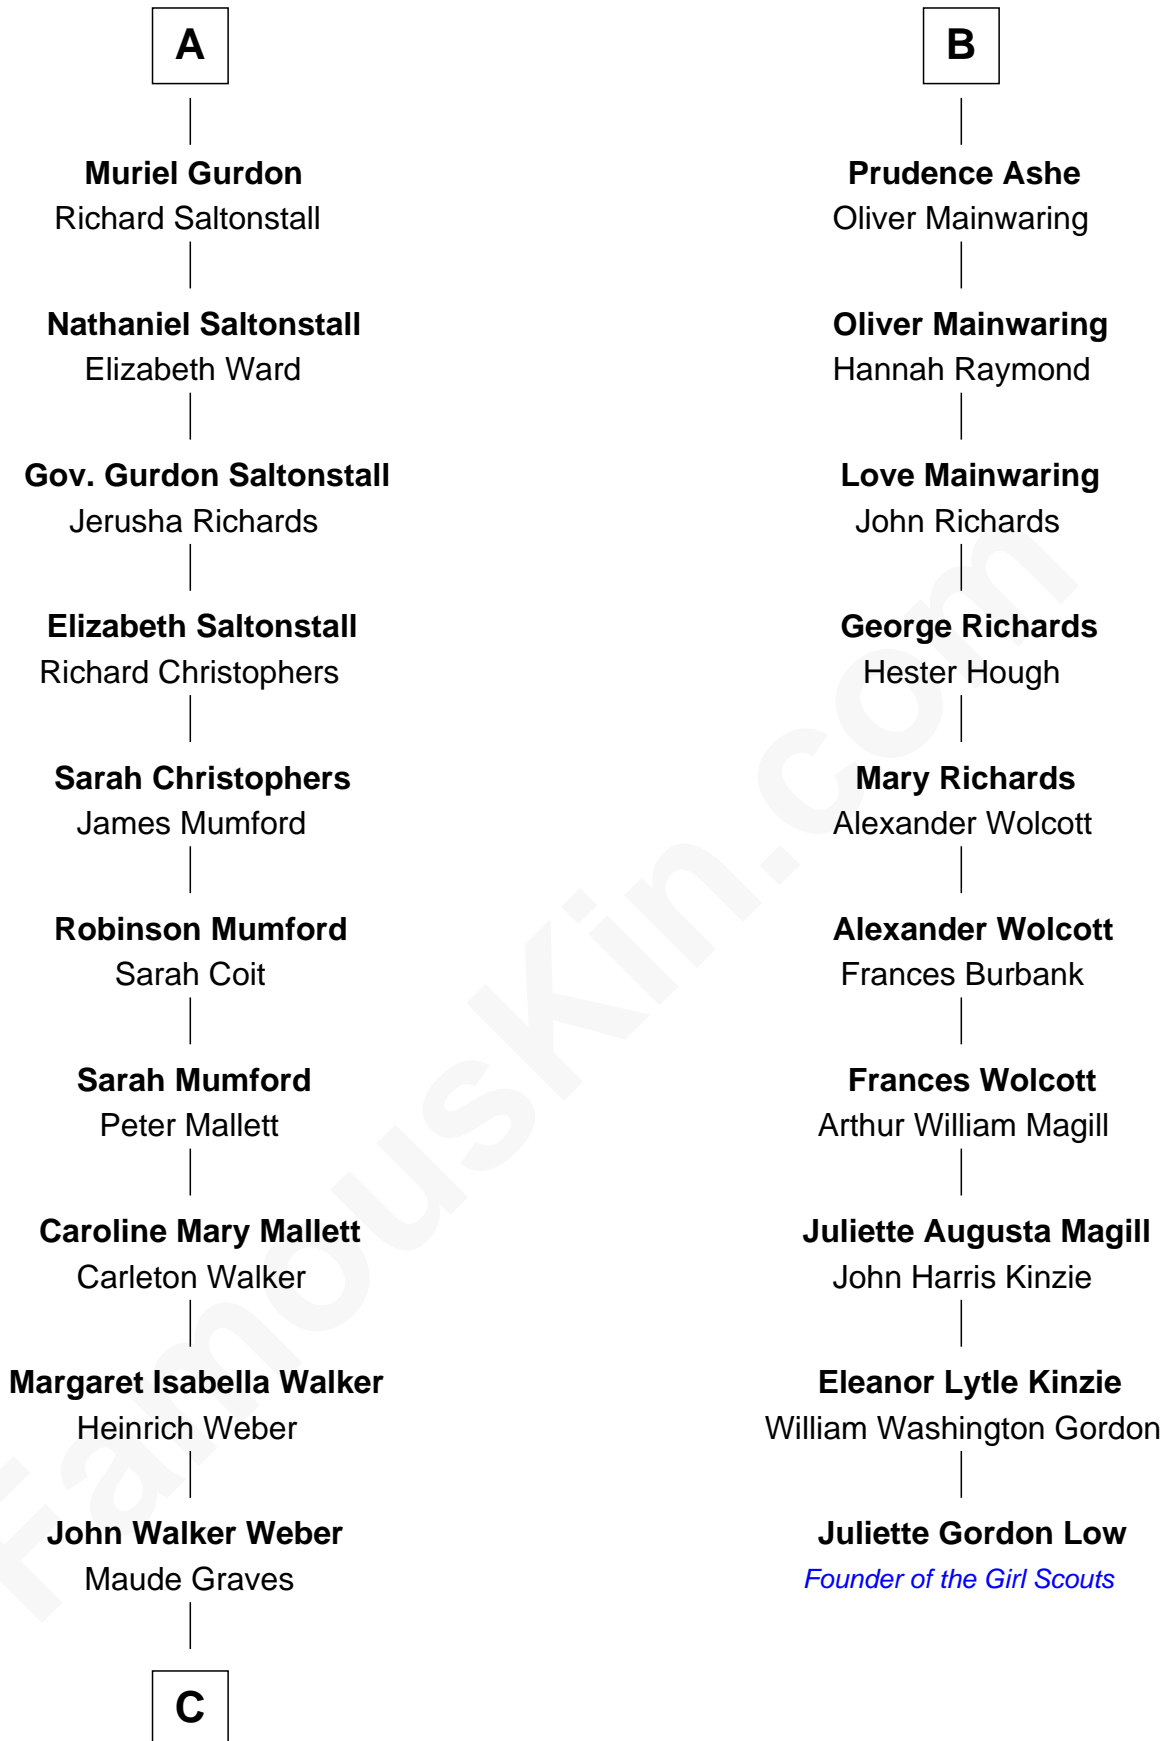 A
Muriel Gurdon
Richard Saltonstall
Nathaniel Saltonstall
Elizabeth Ward
Gov. Gurdon Saltonstall
Jerusha Richards
Elizabeth Saltonstall
Richard Christophers
Sarah Christophers
James Mumford
Robinson Mumford
Sarah Coit
Sarah Mumford
Peter Mallett
Caroline Mary Mallett
Carleton Walker
Margaret Isabella Walker
Heinrich Weber
John Walker Weber
Maude Graves
C
B
Prudence Ashe
Oliver Mainwaring
Oliver Mainwaring
Hannah Raymond
Love Mainwaring
John Richards
George Richards
Hester Hough
Mary Richards
Alexander Wolcott
Alexander Wolcott
Frances Burbank
Frances Wolcott
Arthur William Magill
Juliette Augusta Magill
John Harris Kinzie
Eleanor Lytle Kinzie
William Washington Gordon
Juliette Gordon Low
Founder of the Girl Scouts
FamousKin.com